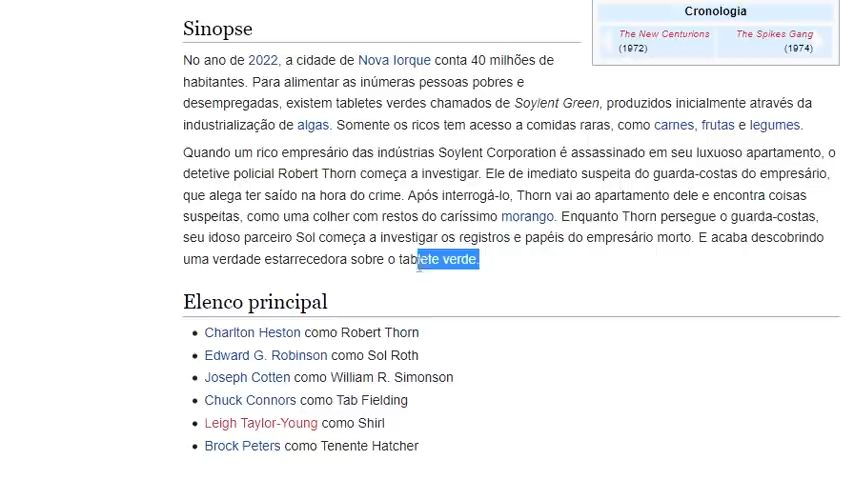 Cronologia
The New Centurions
The Spikes Gang
(1972)
(1974)
Sinopse
No ano de 2022, a cidade de Nova Iorque conta 40 milhões de
habitantes. Para alimentar as inúmeras pessoas pobres e
desempregadas, existem tabletes verdes chamados de Soylent Green, produzidos inicialmente através da
industrialização de algas. Somente os ricos tem acesso a comidas raras, como carnes, frutas e legumes.
Quando um rico empresário das indústrias Soylent Corporation é assassinado em seu luxuoso apartamento, o
detetive policial Robert Thorn começa a investigar. Ele de imediato suspeita do guarda-costas do empresário,
que alega ter saído na hora do crime. Após interrogá-lo, Thorn vai ao apartamento dele e encontra coisas
suspeitas, como uma colher com restos do caríssimo morango. Enquanto Thorn persegue o guarda-costas,
seu idoso parceiro Sol começa a investigar os registros e papéis do empresário morto. E acaba descobrindo
uma verdade estarrecedora sobre o tablete verde.
Elenco principal
Charlton Heston como Robert Thorn
Edward G. Robinson como Sol Roth
Joseph Cotten como William R. Simonson
Chuck Connors como Tab Fielding
Leigh Taylor-Young como Shirl
Brock Peters como Tenente Hatcher